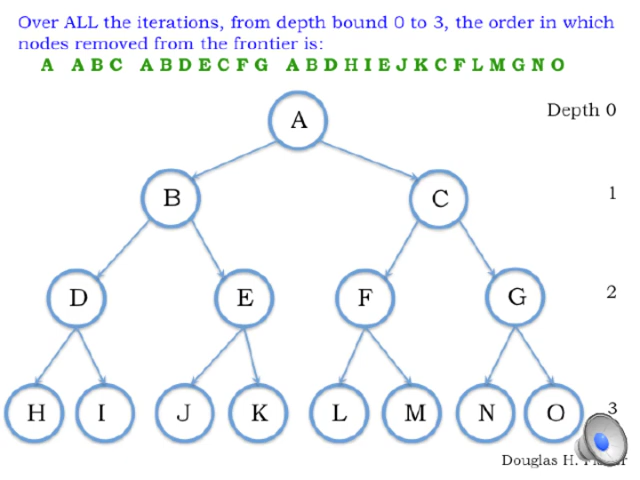 Over ALL the iterations, from depth bound 0 to 3, the order in which
nodes removed from the frontier is:
A A B C A B D E C F G A B D H I E J K C F L M G N O
A
Depth 0
B
C
1
D
E
F
G
2
H
I
J
K
L
M
N
O
3
Douglas H.